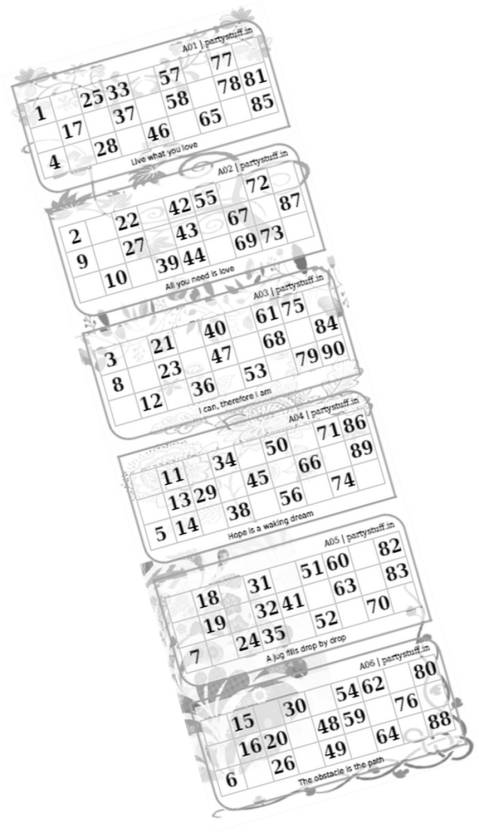 A01 | partystuff.in
1 25 33 57 77
17 37 58 78 81
4 28 46 65 85
Live what you love
A02 | partystuff.in
2 22 42 55 72
9 27 43 67 87
10 39 44 69 73
All you need is love
A03 | partystuff.in
3 21 40 61 75
8 23 47 68 84
12 36 53 79 90
I can, therefore I am
A04 | partystuff.in
11 34 50 71 86
13 29 45 66 89
5 14 38 56 74
Hope is a waking dream
A05 | partystuff.in
18 31 51 60 82
19 32 41 63 83
7 24 35 52 70
A jug fills drop by drop
A06 | partystuff.in
15 30 54 62 80
16 20 48 59 76
6 26 49 64 88
The obstacle is the path